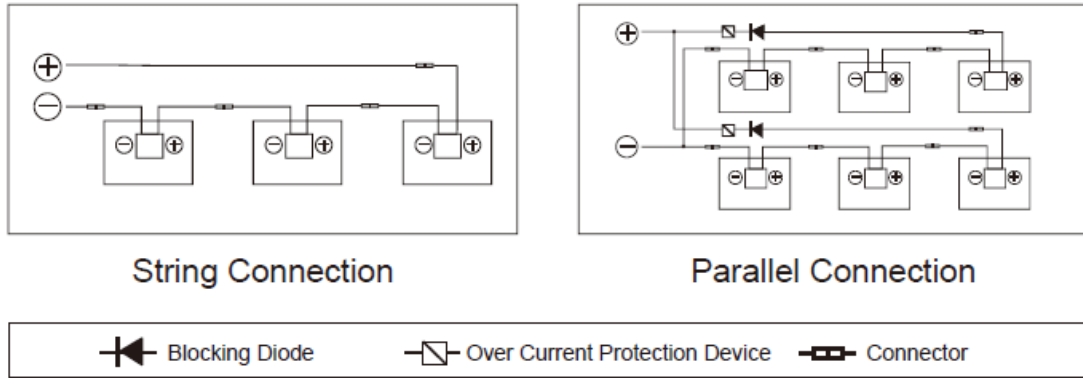 String Connection
Parallel Connection
Blocking Diode
Over Current Protection Device
Connector